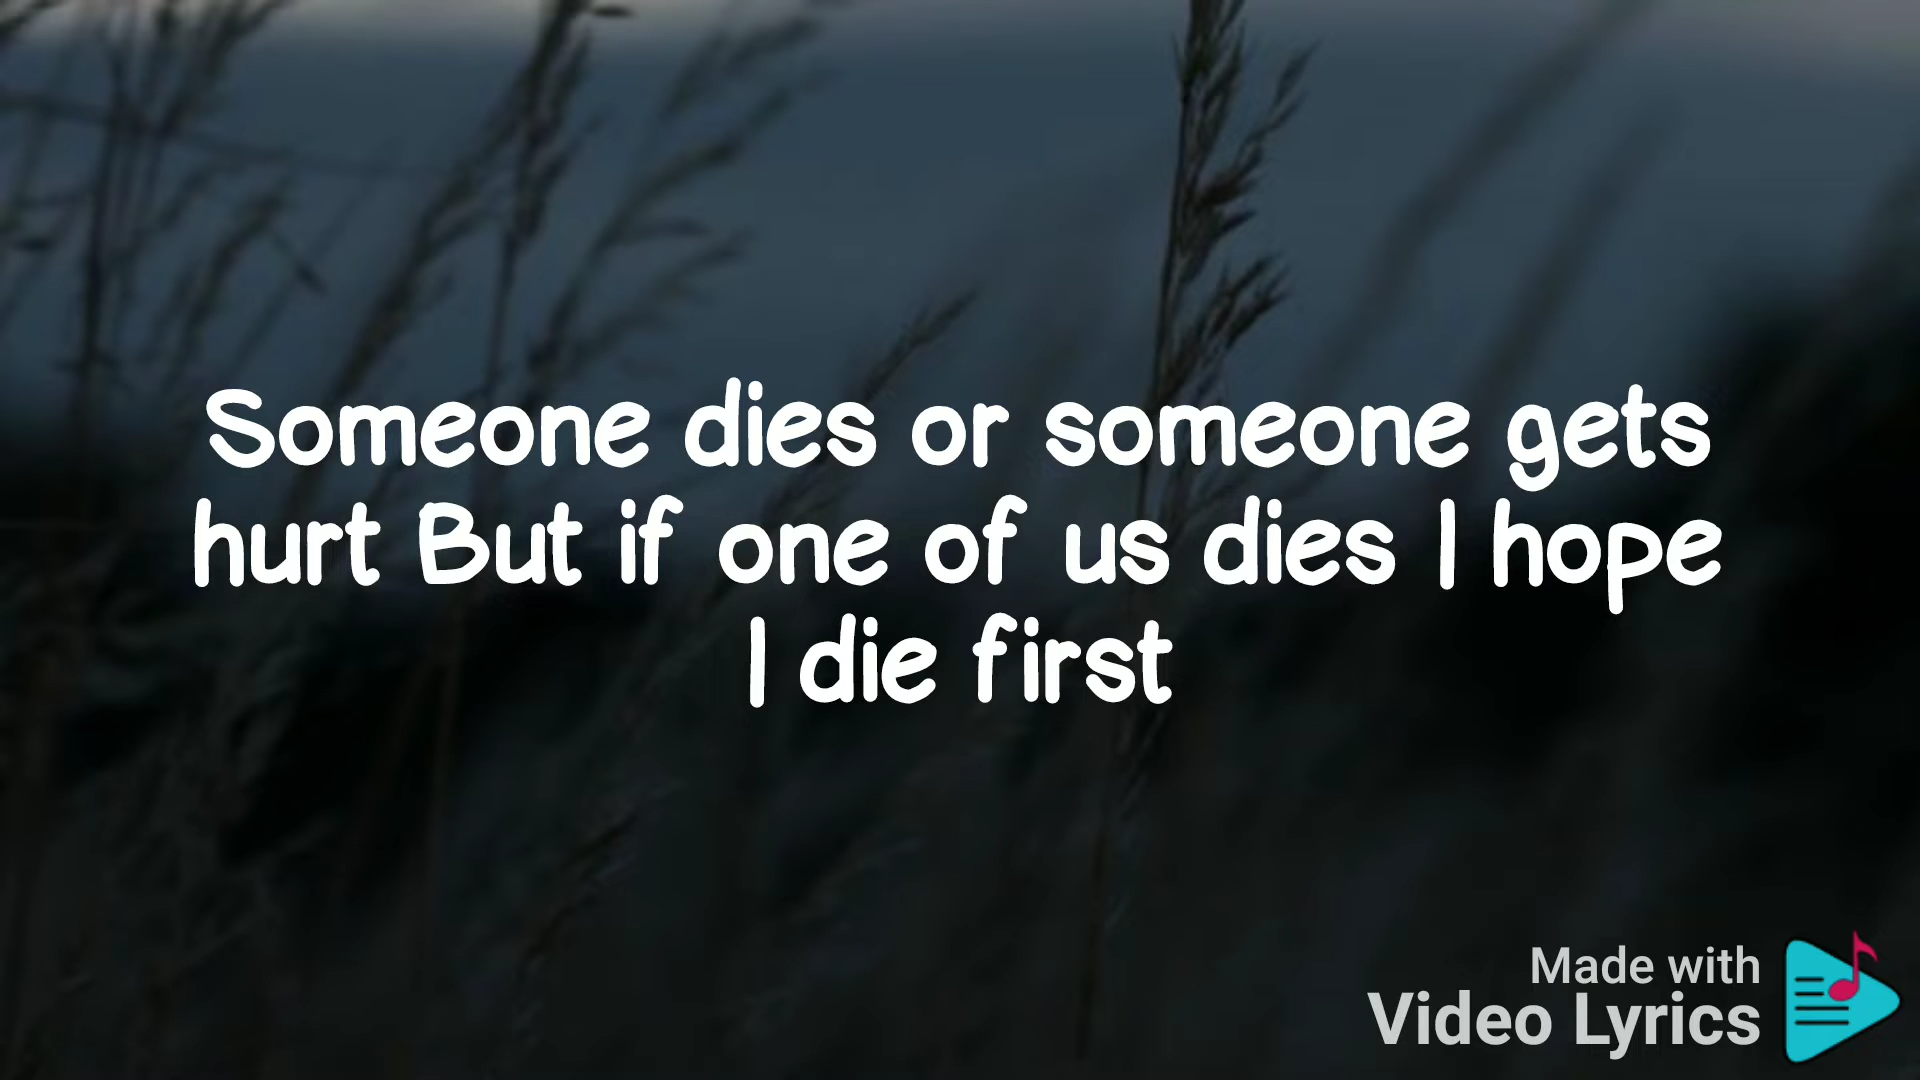 Someone dies or someone gets
hurt But if one of us dies I hope
I die first
Made with
Video Lyrics